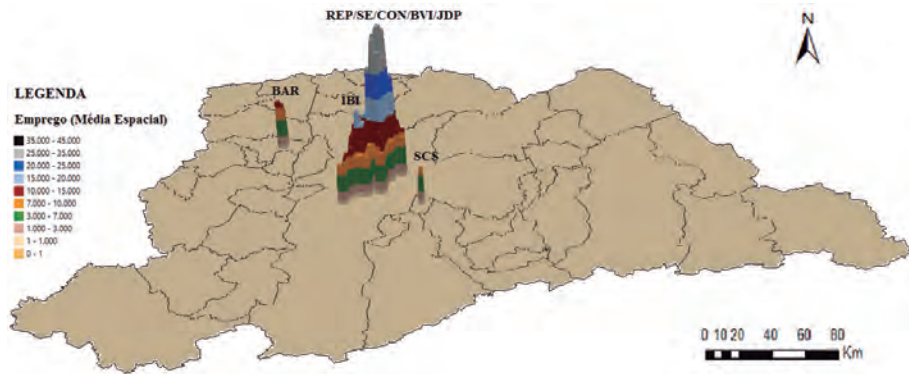 REP/SE/CON/BVI/JDP
N
LEGENDA
BAR
IBI
Emprego (Média Espacial)
SCS
35.000 - 45.000
25.000 - 35.000
20.000 - 25.000
15.000 - 20.000
10.000 - 15.000
7.000 - 10.000
3.000 - 7.000
1.000 - 3.000
1 - 1.000
0 - 1
0 10 20 40 60 80
Km